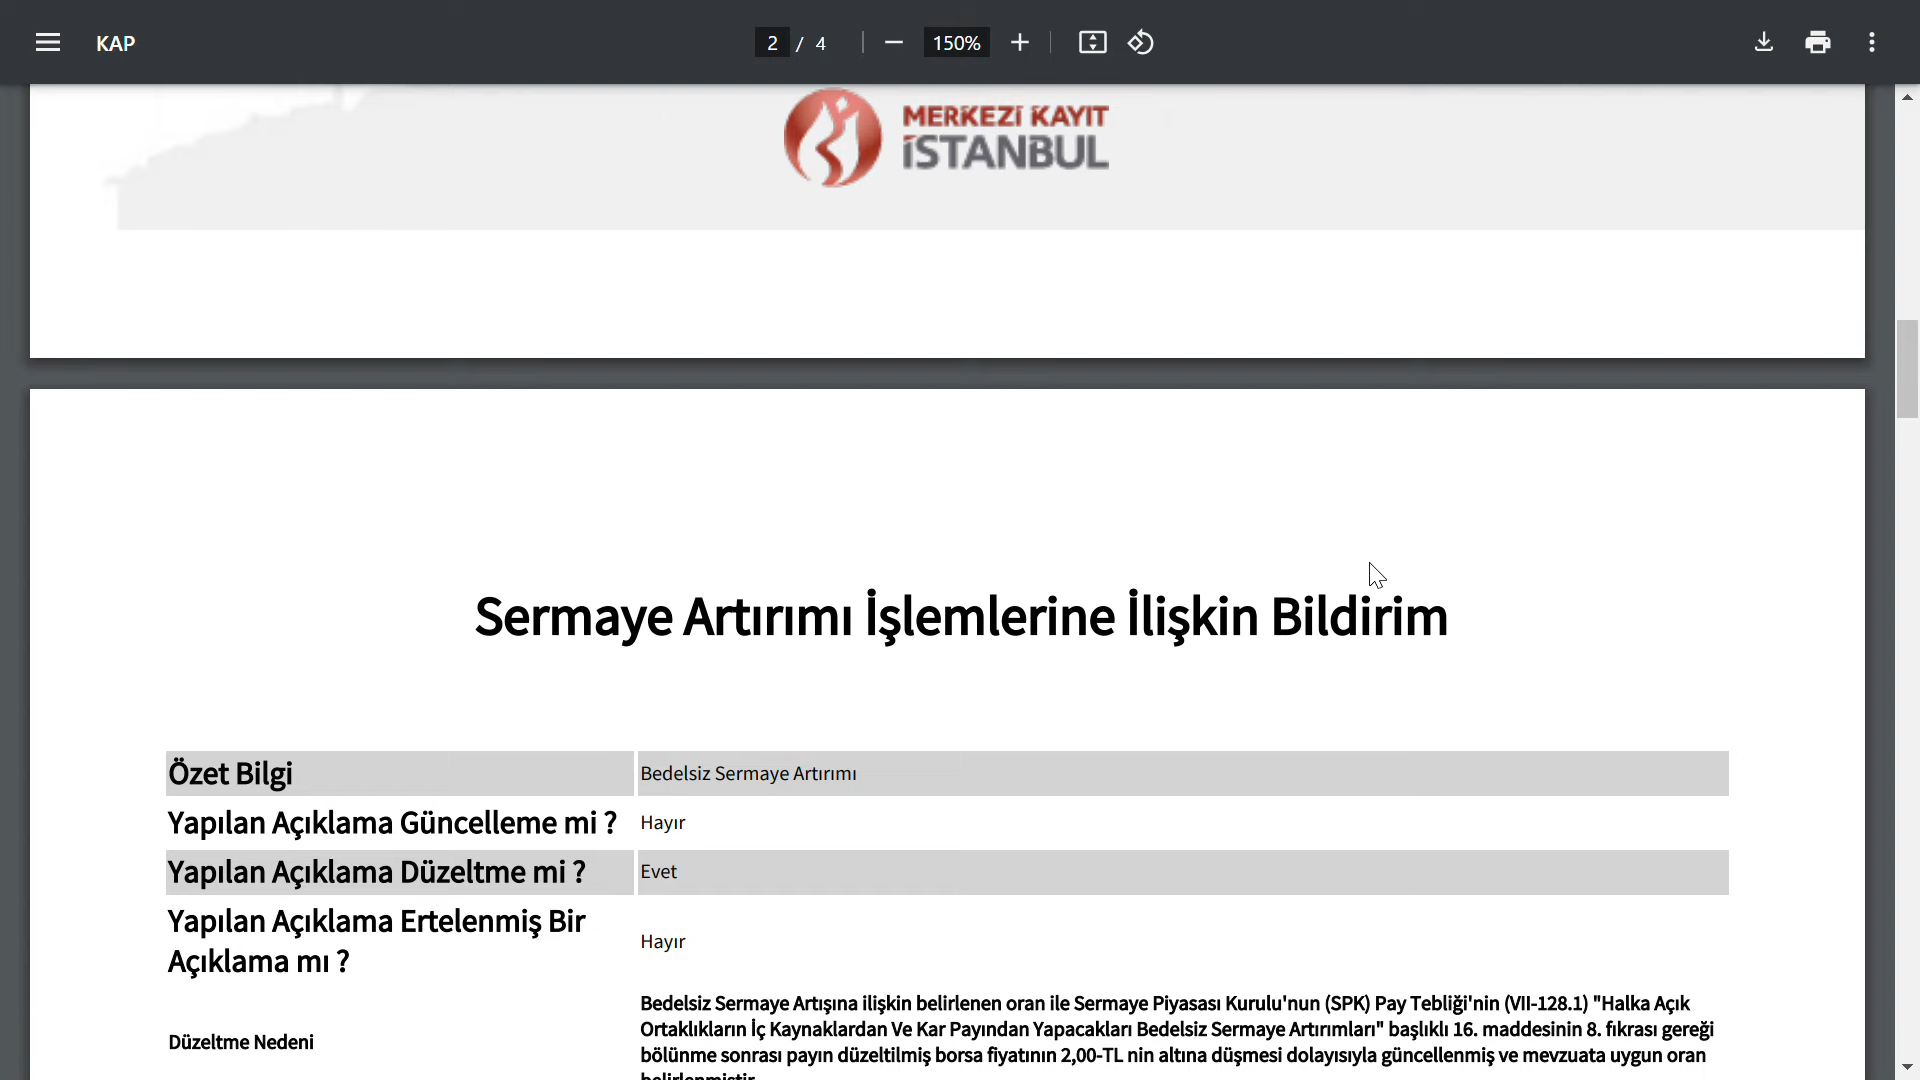 KAP
2 / 4
150%
MERKEZİ KAYIT
İSTANBUL
Sermaye Artırımı İşlemlerine İlişkin Bildirim
Özet Bilgi
Bedelsiz Sermaye Artırımı
Yapılan Açıklama Güncelleme mi ?
Hayır
Yapılan Açıklama Düzeltme mi ?
Evet
Yapılan Açıklama Ertelenmiş Bir
Açıklama mı ?
Hayır
Düzeltme Nedeni
Bedelsiz Sermaye Artışına ilişkin belirlenen oran ile Sermaye Piyasası Kurulu'nun (SPK) Pay Tebliği'nin (VII-128.1) "Halka Açık
Ortaklıkların İç Kaynaklardan Ve Kar Payından Yapacakları Bedelsiz Sermaye Artırımları" başlıklı 16. maddesinin 8. fıkrası gereği
bölünme sonrası payın düzeltilmiş borsa fiyatının 2,00-TL nin altına düşmesi dolayısıyla güncellenmiş ve mevzuata uygun oran